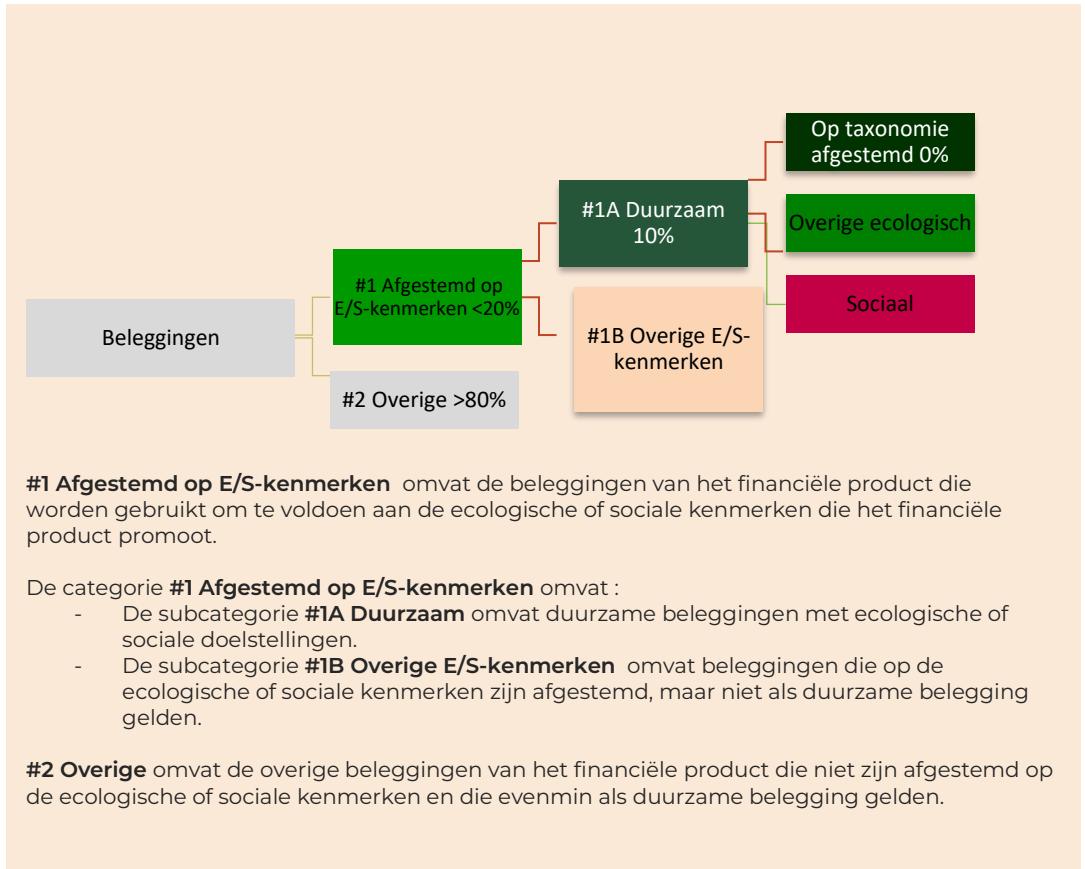 Op taxonomie
afgestemd 0%
#1A Duurzaam
10%
Overige ecologisch
#1 Afgestemd op
E/S-kenmerken <20%
Sociaal
Beleggingen
#1B Overige E/S-
kenmerken
#2 Overige >80%
#1 Afgestemd op E/S-kenmerken omvat de beleggingen van het financiële product die
worden gebruikt om te voldoen aan de ecologische of sociale kenmerken die het financiële
product promoot.
De categorie #1 Afgestemd op E/S-kenmerken omvat :
- De subcategorie #1A Duurzaam omvat duurzame beleggingen met ecologische of
sociale doelstellingen.
- De subcategorie #1B Overige E/S-kenmerken omvat beleggingen die op de
ecologische of sociale kenmerken zijn afgestemd, maar niet als duurzame belegging
gelden.
#2 Overige omvat de overige beleggingen van het financiële product die niet zijn afgestemd op
de ecologische of sociale kenmerken en die evenmin als duurzame belegging gelden.